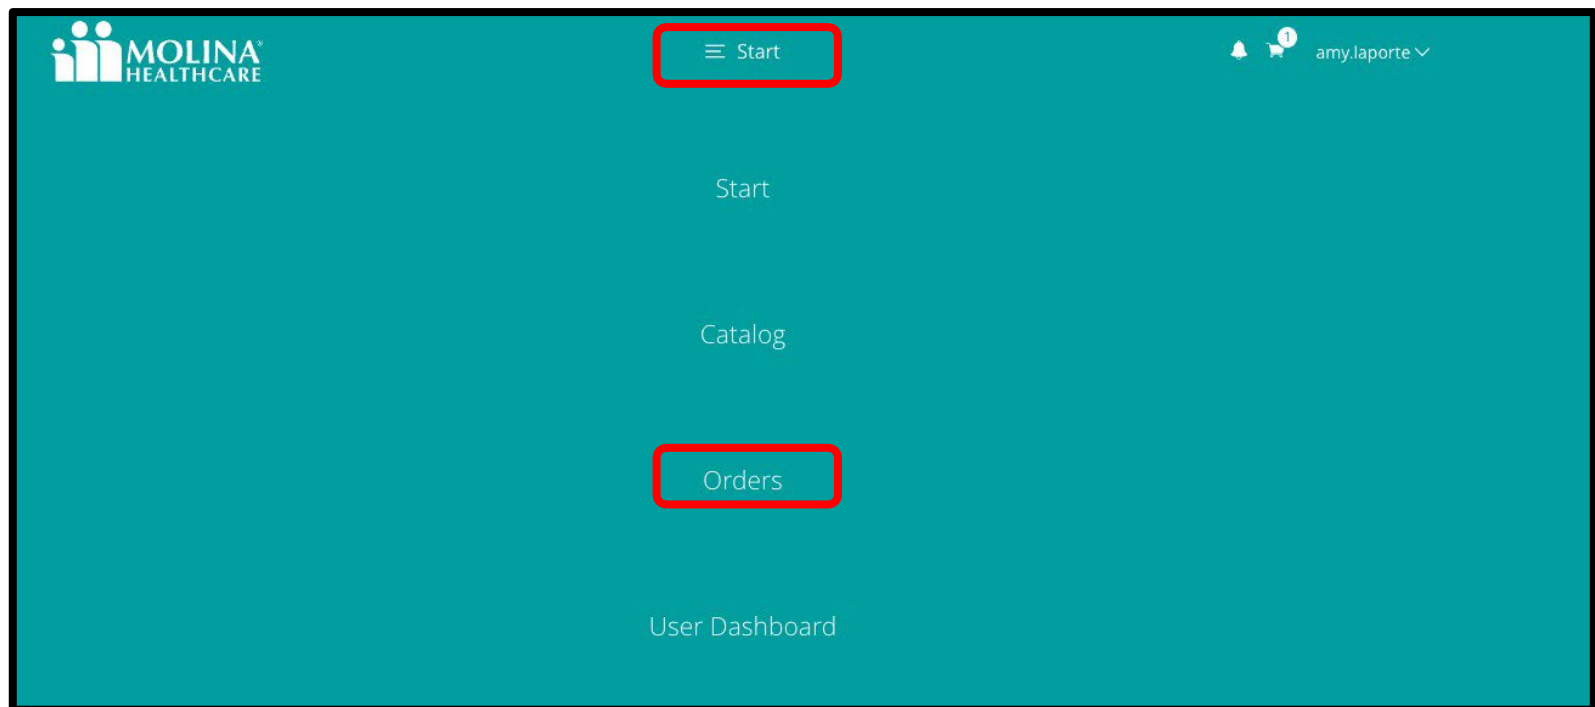 MOLINA®
HEALTHCARE
Start
1
amy.laporte
Start
Catalog
Orders
User Dashboard